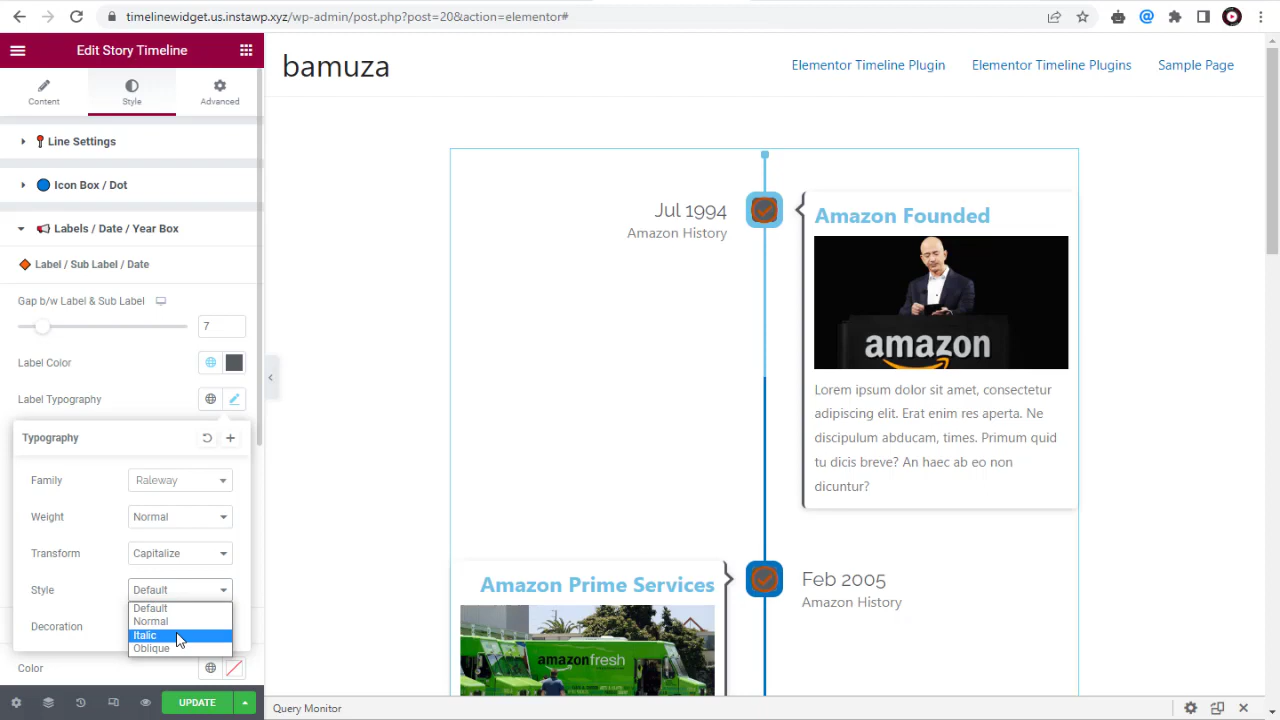 timelinewidget.us.instawp.xyz/wp-admin/post.php?post=20&action=elementor#
Edit Story Timeline
Content
Style
Advanced
Line Settings
Icon Box / Dot
Labels / Date / Year Box
Label / Sub Label / Date
Gap b/w Label & Sub Label
7
Label Color
Label Typography
Typography
Family
Raleway
Weight
Normal
Transform
Capitalize
Style
Default
Default
Normal
Italic
Oblique
Decoration
Color
UPDATE
bamuza
Elementor Timeline Plugin
Elementor Timeline Plugins
Sample Page
Jul 1994
Amazon History
Amazon Founded
amazon
Lorem ipsum dolor sit amet, consectetur
adipiscing elit. Erat enim res aperta. Ne
discipulum abducam, times. Primum quid
tu dicis breve? An haec ab eo non
dicuntur?
Amazon Prime Services
amazonfresh
Feb 2005
Amazon History
Query Monitor